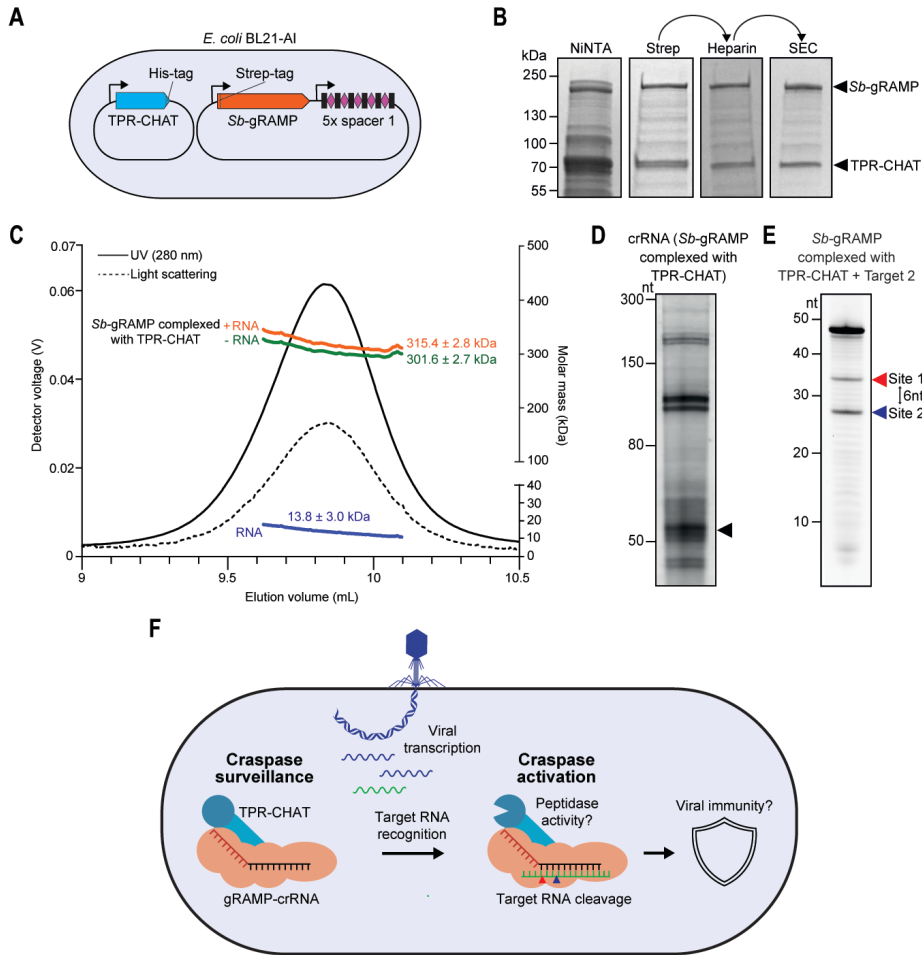 A
E. coli BL21-AI
His-tag
Strep-tag
TPR-CHAT
Sb-gRAMP
5x spacer 1
B
NiNTA
Strep
Heparin
SEC
kDa
250
130
100
70
55
Sb-gRAMP
TPR-CHAT
C
0.07
0.06
0.04
0.02
0
Detector voltage (V)
UV (280 nm)
Light scattering
Sb-gRAMP complexed
with TPR-CHAT
+RNA
- RNA
315.4 ± 2.8 kDa
301.6 ± 2.7 kDa
RNA
13.8 ± 3.0 kDa
500
400
300
200
100
40
30
20
10
0
Molar mass (kDa)
9
9.5
10
10.5
Elution volume (mL)
D
crRNA (Sb-gRAMP
complexed with
TPR-CHAT)
nt
300
150
80
50
E
Sb-gRAMP
complexed with
TPR-CHAT + Target 2
nt
50
40
30
20
10
Site 1
6nt
Site 2
F
Viral
transcription
Craspase
surveillance
TPR-CHAT
gRAMP-crRNA
Target RNA
recognition
Craspase
activation
Peptidase
activity?
Target RNA cleavage
Viral immunity?